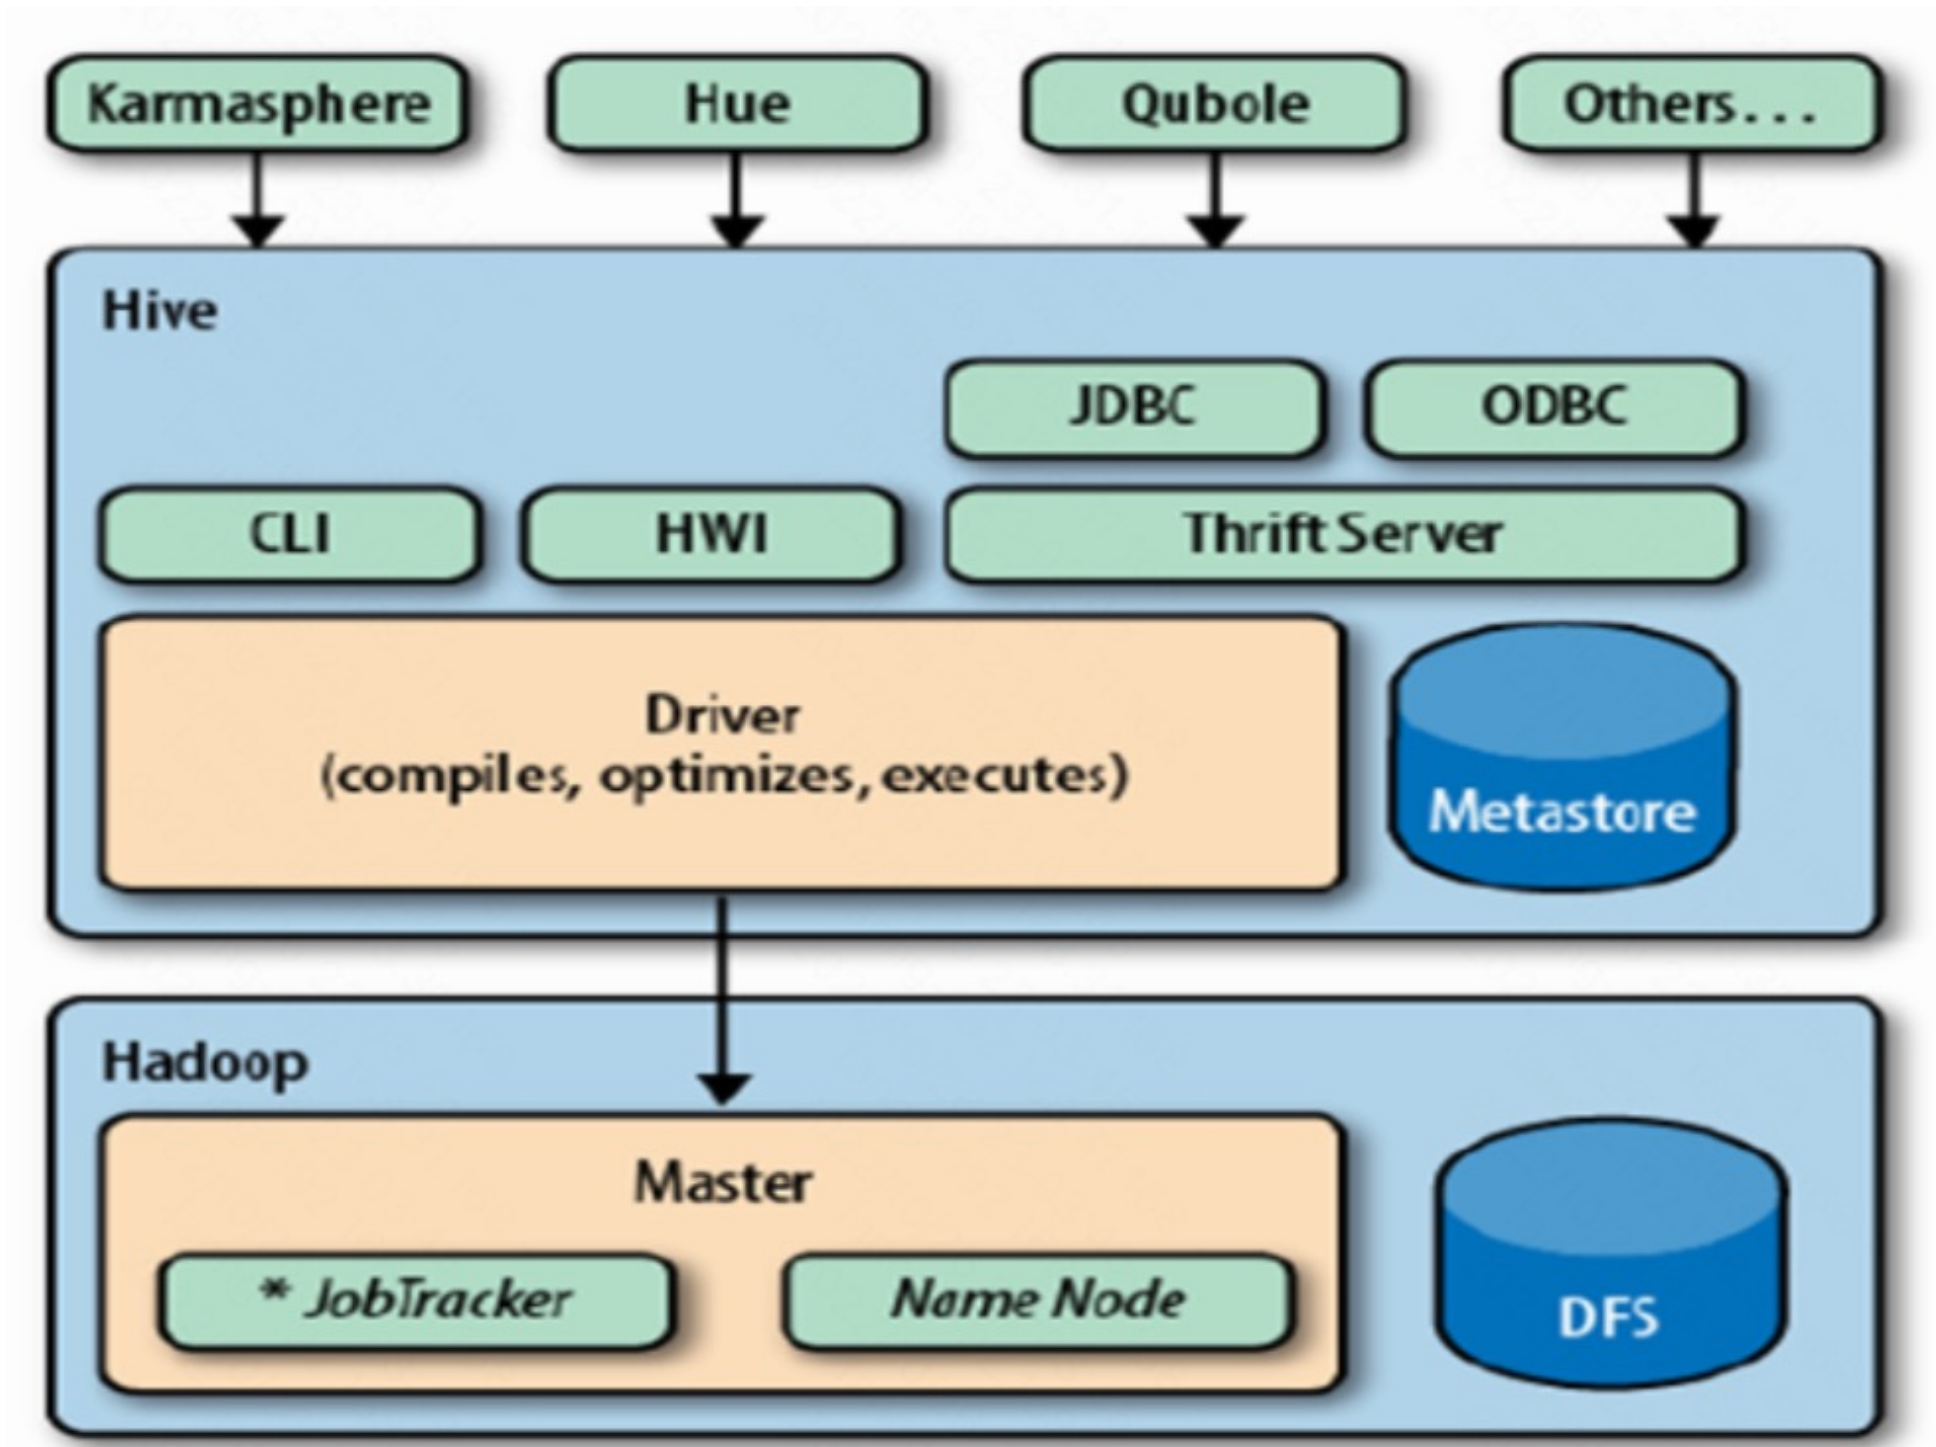 Karmasphere
Hue
Qubole
Others...
Hive
JDBC
ODBC
CLI
HWI
Thrift Server
Driver
(compiles, optimizes, executes)
Metastore
Hadoop
Master
* JobTracker
Name Node
DFS